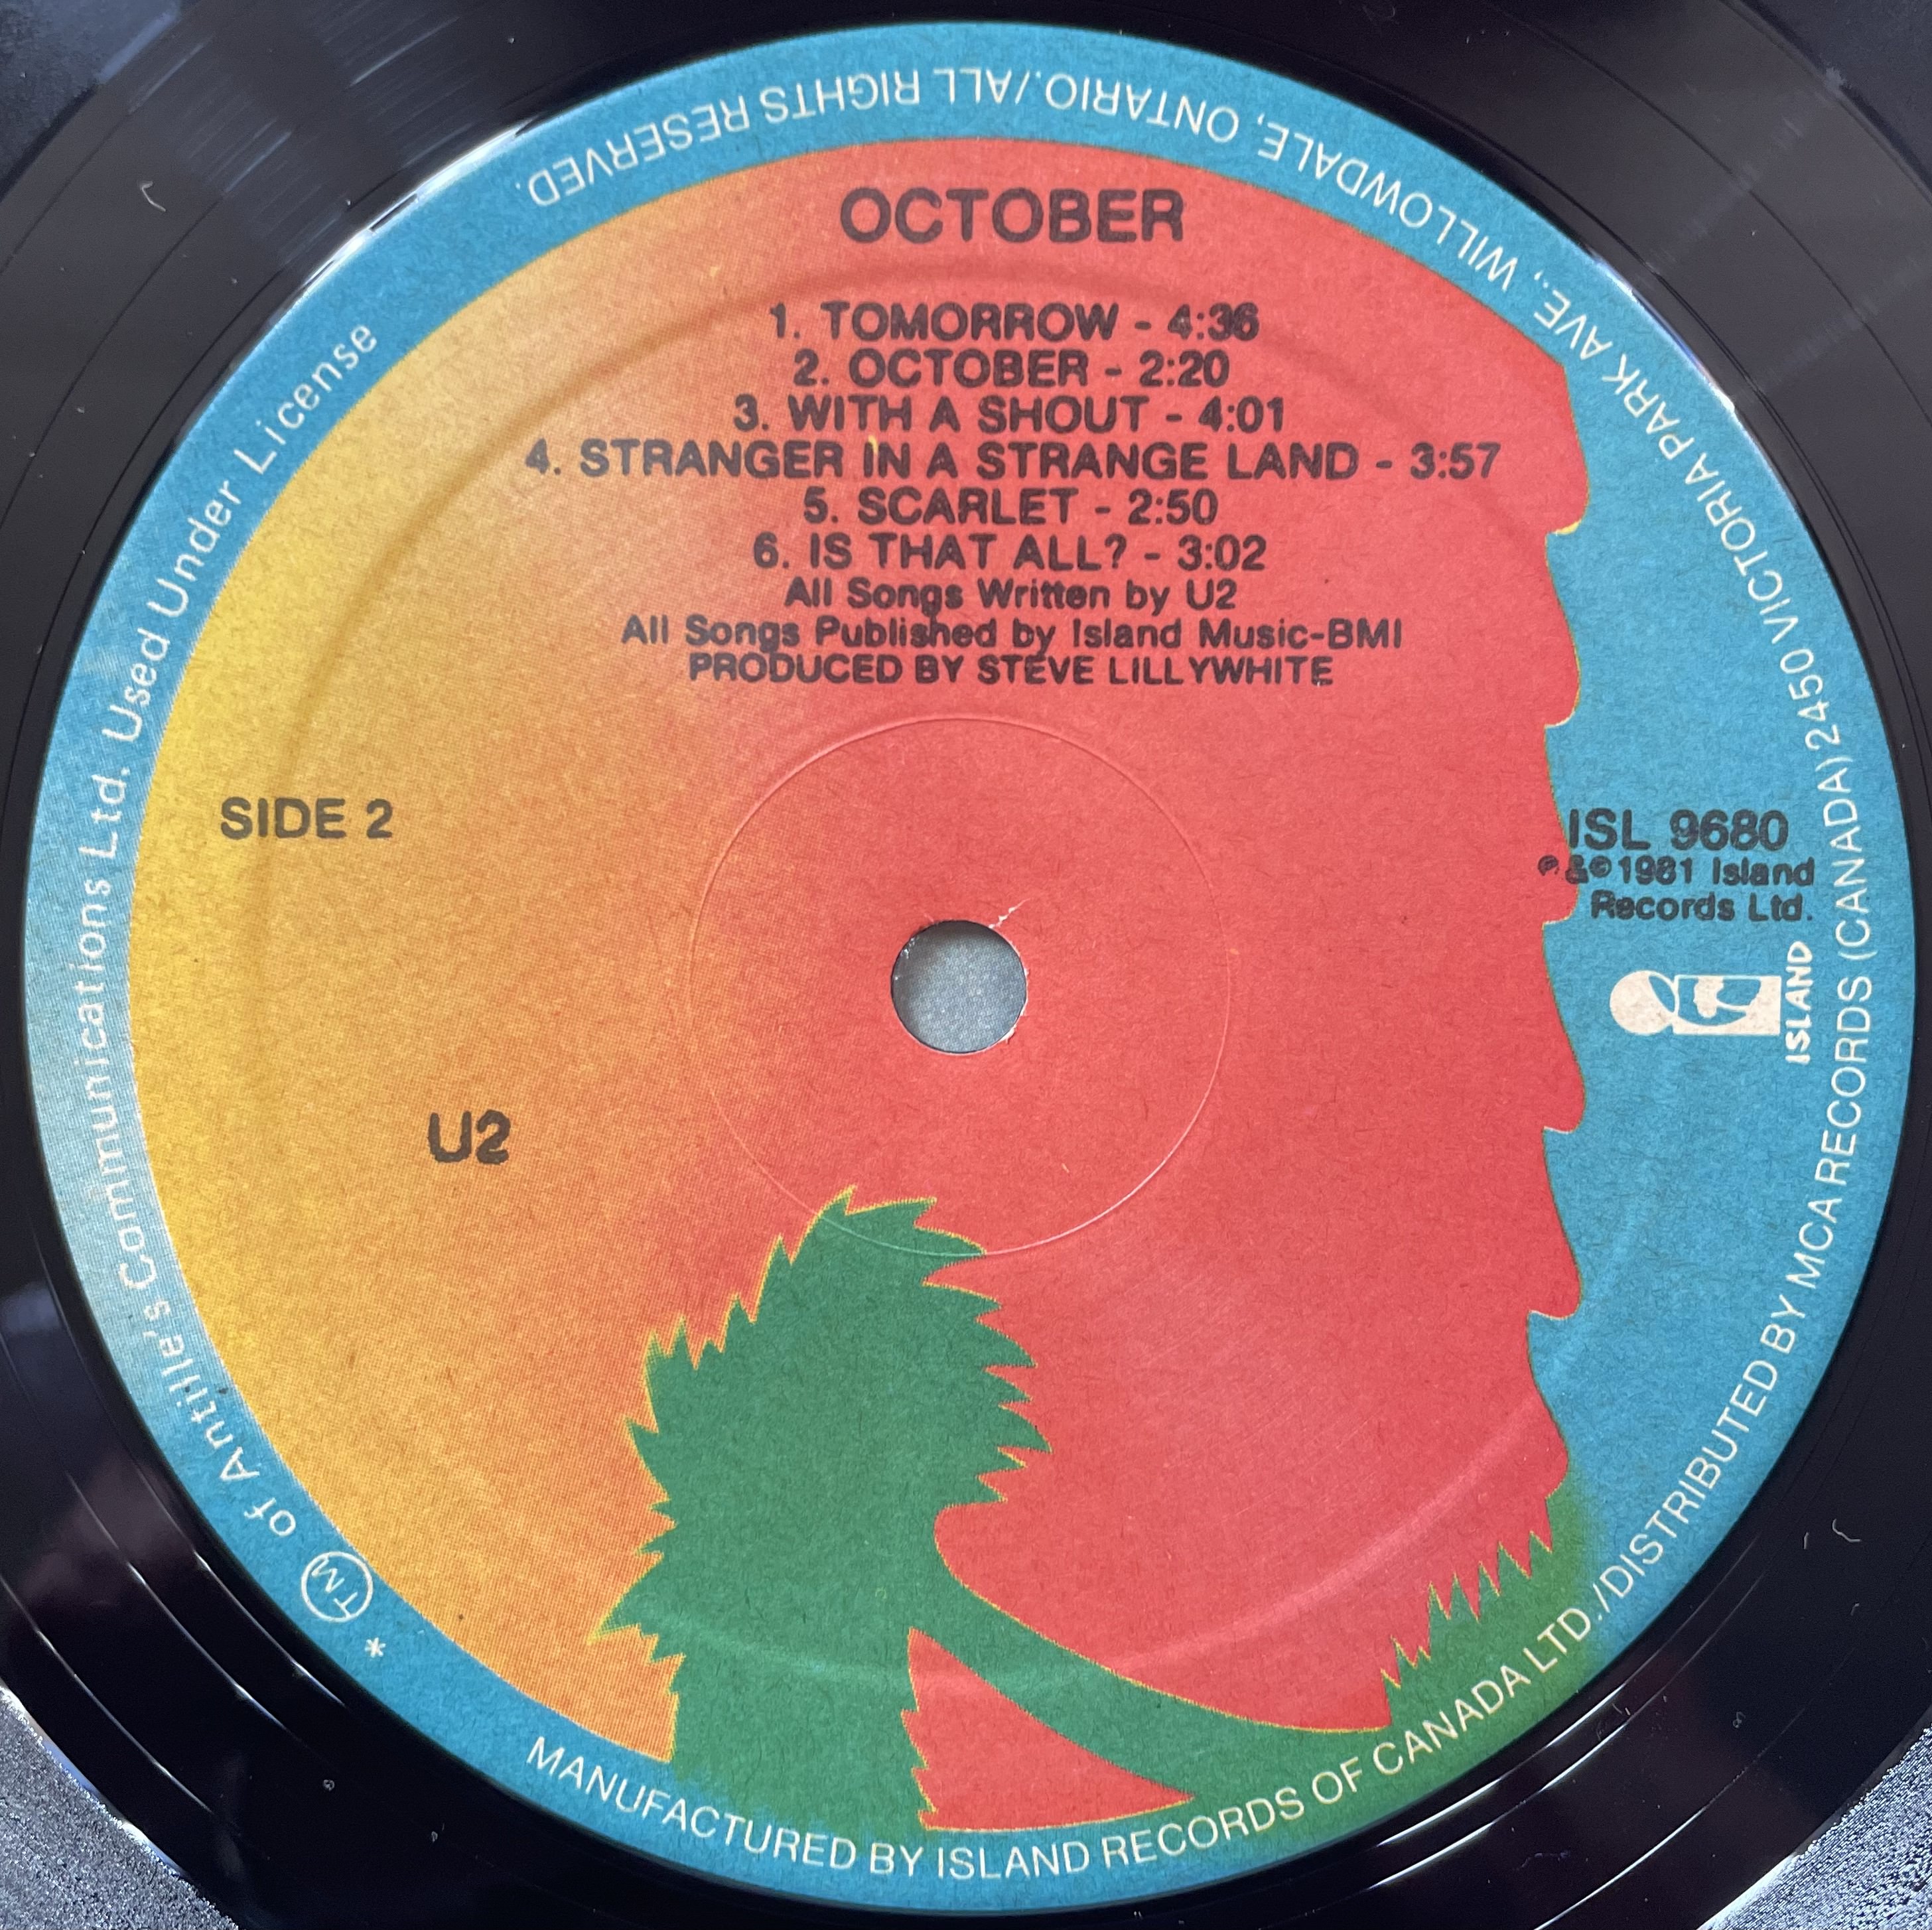 OCTOBER
1. TOMORROW - 4:36
2. OCTOBER - 2:20
3. WITH A SHOUT - 4:01
4. STRANGER IN A STRANGE LAND - 3:57
5. SCARLET - 2:50
6. IS THAT ALL? - 3:02
All Songs Written by U2
All Songs Published by Island Music-BMI
PRODUCED BY STEVE LILLYWHITE
SIDE 2
ISL 9680
℗ & © 1981 Island
Records Ltd.
ISLAND
U2
MANUFACTURED BY ISLAND RECORDS OF CANADA LTD./DISTRIBUTED BY MCA RECORDS (CANADA) 2450 VICTORIA PARK AVE., WILLOWDALE, ONTARIO./ALL RIGHTS RESERVED.
* TM of Antille's Communications Ltd. Used Under License